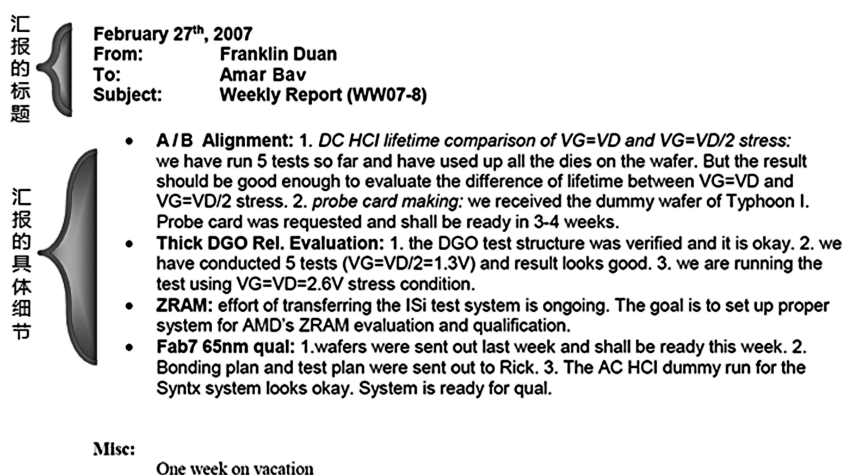 汇报的标题
February 27th, 2007
From: Franklin Duan
To: Amar Bav
Subject: Weekly Report (WW07-8)
汇报的具体细节
• A / B Alignment: 1. DC HCI lifetime comparison of VG=VD and VG=VD/2 stress:
we have run 5 tests so far and have used up all the dies on the wafer. But the result
should be good enough to evaluate the difference of lifetime between VG=VD and
VG=VD/2 stress. 2. probe card making: we received the dummy wafer of Typhoon I.
Probe card was requested and shall be ready in 3-4 weeks.
• Thick DGO Rel. Evaluation: 1. the DGO test structure was verified and it is okay. 2. we
have conducted 5 tests (VG=VD/2=1.3V) and result looks good. 3. we are running the
test using VG=VD=2.6V stress condition.
• ZRAM: effort of transferring the ISi test system is ongoing. The goal is to set up proper
system for AMD's ZRAM evaluation and qualification.
• Fab7 65nm qual: 1.wafers were sent out last week and shall be ready this week. 2.
Bonding plan and test plan were sent out to Rick. 3. The AC HCI dummy run for the
Syntx system looks okay. System is ready for qual.
Misc:
One week on vacation